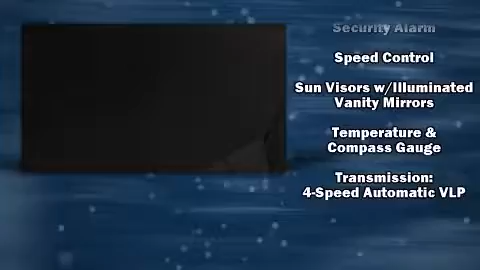 Security Alarm
Speed Control
Sun Visors w/Illuminated
Vanity Mirrors
Temperature &
Compass Gauge
Transmission:
4-Speed Automatic VLP